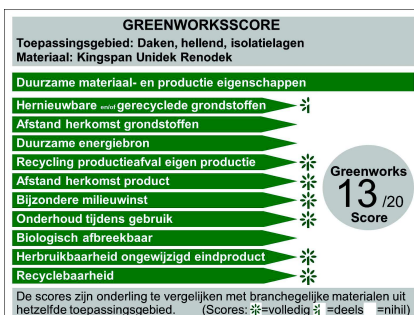 GREENWORKSSCORE
Toepassingsgebied: Daken, hellend, isolatielagen
Materiaal: Kingspan Unidek Renodek
Duurzame materiaal- en productie eigenschappen
Hernieuwbare en/of gerecyclede grondstoffen
Afstand herkomst grondstoffen
Duurzame energiebron
Recycling productieafval eigen productie
Afstand herkomst product
Bijzondere milieuwinst
Onderhoud tijdens gebruik
Biologisch afbreekbaar
Herbruikbaarheid ongewijzigd eindproduct
Recyclebaarheid
Greenworks
13 /20
Score
De scores zijn onderling te vergelijken met branchegelijke materialen uit
hetzelfde toepassingsgebied. (Scores: =volledig =deels =nihil)